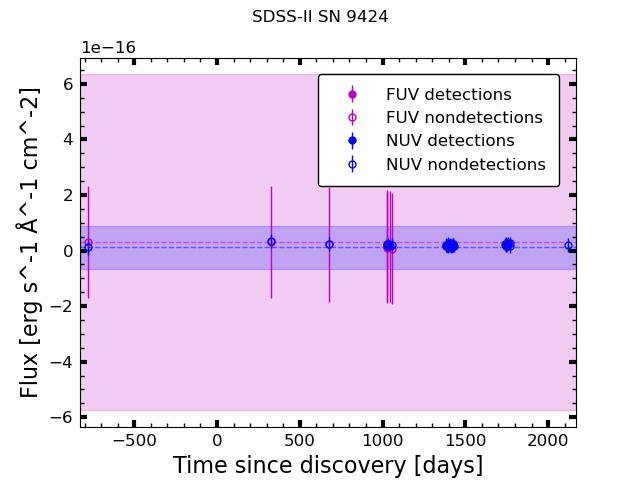 SDSS-II SN 9424
1e−16
FUV detections
FUV nondetections
NUV detections
NUV nondetections
6
4
2
0
−2
−4
−6
Flux [erg s^-1 Å^-1 cm^-2]
−500 0 500 1000 1500 2000
Time since discovery [days]